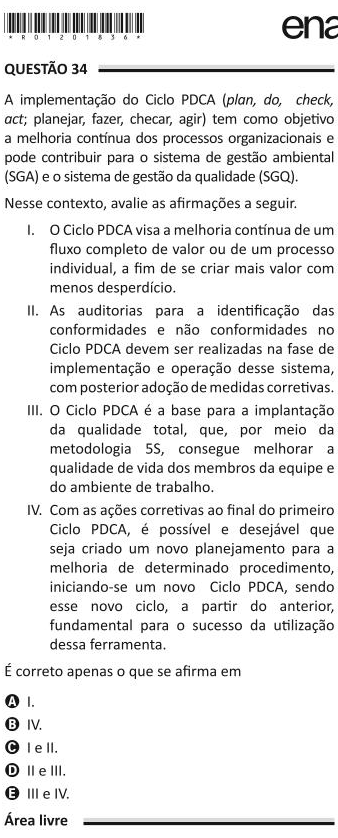 ena
* R 0 1 2 0 1 8 3 6 *
QUESTÃO 34
A implementação do Ciclo PDCA (plan, do, check,
act; planejar, fazer, checar, agir) tem como objetivo
a melhoria contínua dos processos organizacionais e
pode contribuir para o sistema de gestão ambiental
(SGA) e o sistema de gestão da qualidade (SGQ).
Nesse contexto, avalie as afirmações a seguir.
I. O Ciclo PDCA visa a melhoria contínua de um
fluxo completo de valor ou de um processo
individual, a fim de se criar mais valor com
menos desperdício.
II. As auditorias para a identificação das
conformidades e não conformidades no
Ciclo PDCA devem ser realizadas na fase de
implementação e operação desse sistema,
com posterior adoção de medidas corretivas.
III. O Ciclo PDCA é a base para a implantação
da qualidade total, que, por meio da
metodologia 5S, consegue melhorar a
qualidade de vida dos membros da equipe e
do ambiente de trabalho.
IV. Com as ações corretivas ao final do primeiro
Ciclo PDCA, é possível e desejável que
seja criado um novo planejamento para a
melhoria de determinado procedimento,
iniciando-se um novo Ciclo PDCA, sendo
esse novo ciclo, a partir do anterior,
fundamental para o sucesso da utilização
dessa ferramenta.
É correto apenas o que se afirma em
A I.
B IV.
C I e II.
D II e III.
E III e IV.
Área livre